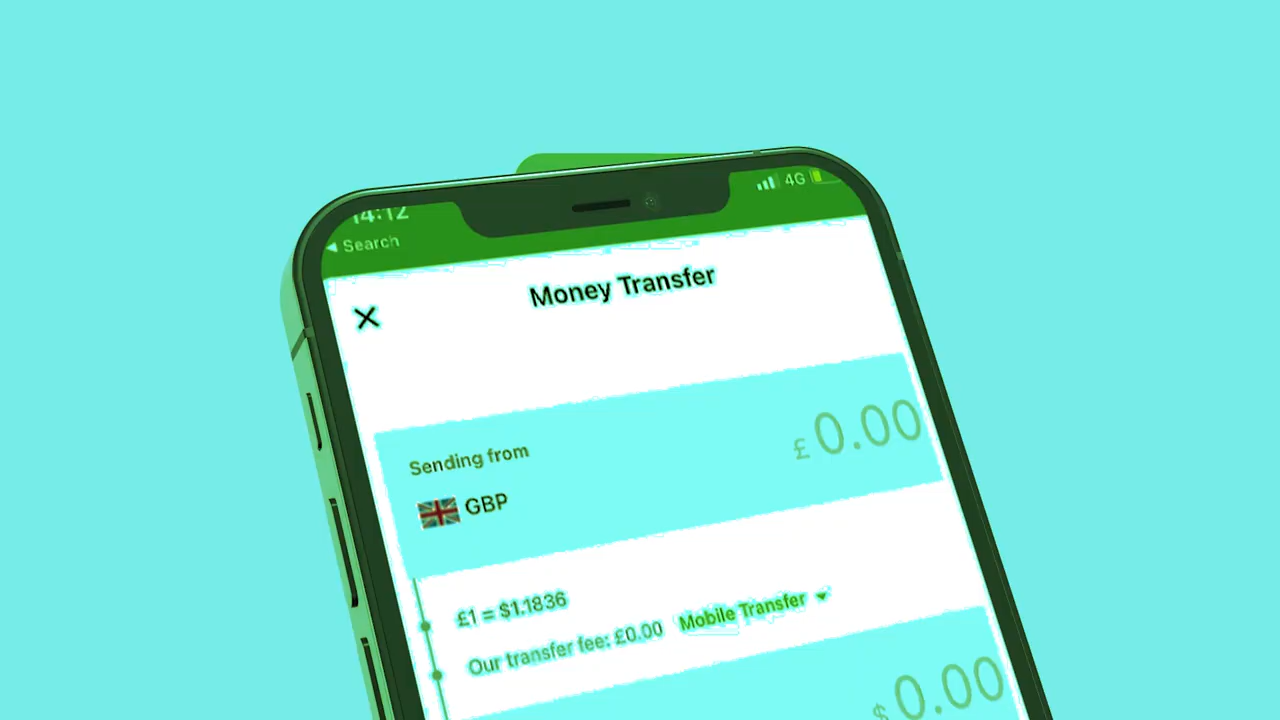 14:12
4G
◀ Search
Money Transfer
£ 0.00
Sending from
GBP
£1 = $1.1836
Our transfer fee: £0.00 Mobile Transfer
$ 0.00